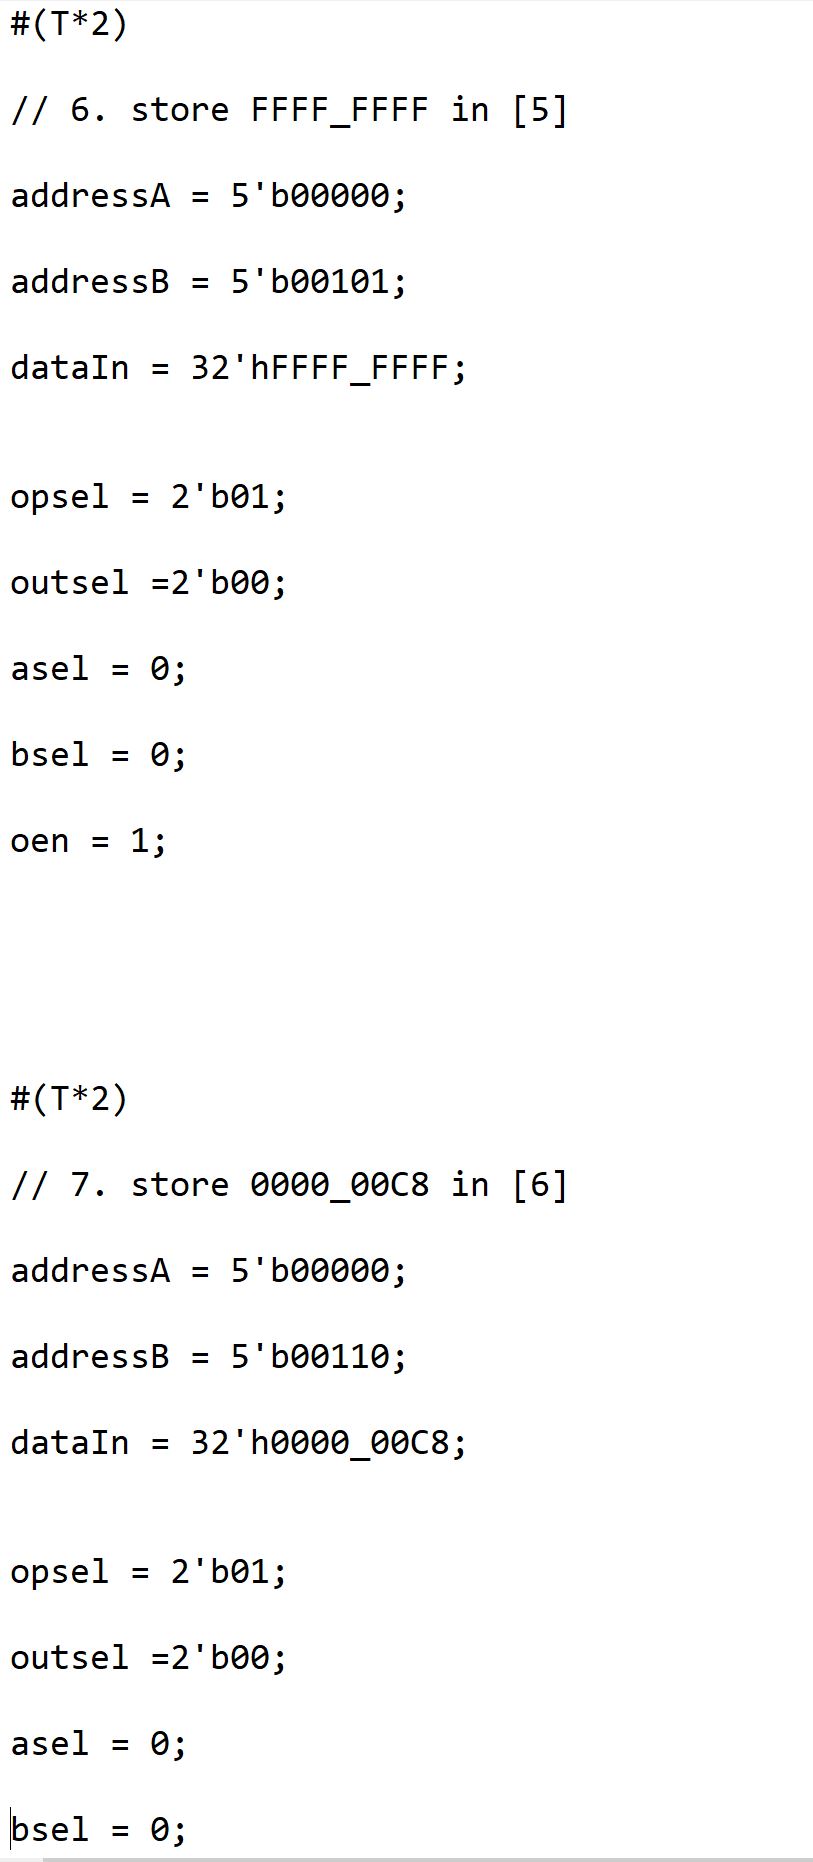 #(T*2)
// 6. store FFFF_FFFF in [5]
addressA = 5'b00000;
addressB = 5'b00101;
dataIn = 32'hFFFF_FFFF;
opsel = 2'b01;
outsel =2'b00;
asel = 0;
bsel = 0;
oen = 1;
#(T*2)
// 7. store 0000_00C8 in [6]
addressA = 5'b00000;
addressB = 5'b00110;
dataIn = 32'h0000_00C8;
opsel = 2'b01;
outsel =2'b00;
asel = 0;
bsel = 0;